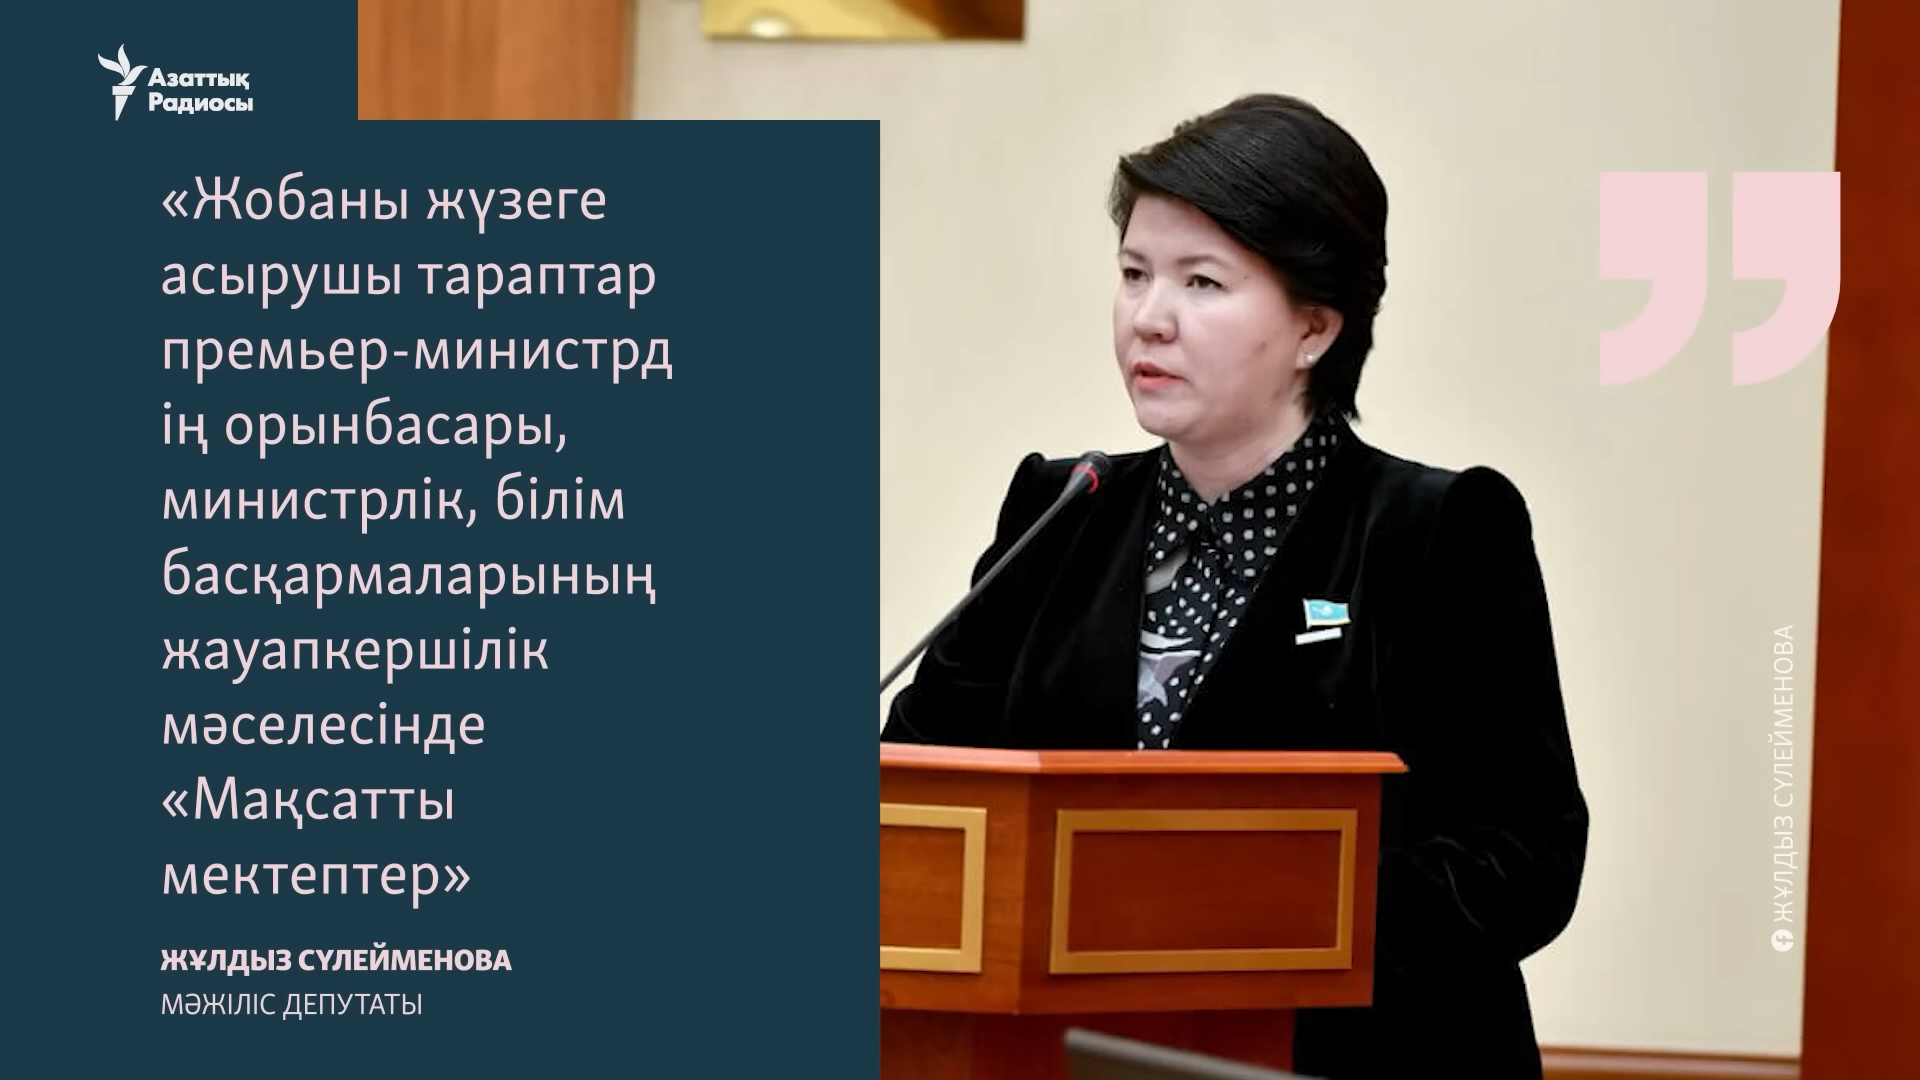 Азаттық
Радиосы
«Жобаны жүзеге
асырушы тараптар
премьер-министрд
ің орынбасары,
министрлік, білім
басқармаларының
жауапкершілік
мәселесінде
«Мақсатты
мектептер»
ЖҰЛДЫЗ СҮЛЕЙМЕНОВА
МӘЖІЛІС ДЕПУТАТЫ
ЖҰЛДЫЗ СҮЛЕЙМЕНОВА